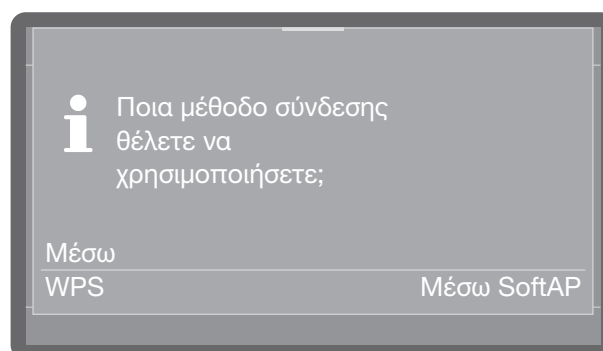 Ποια μέθοδο σύνδεσης
θέλετε να
χρησιμοποιήσετε;
Μέσω
WPS Μέσω SoftAP